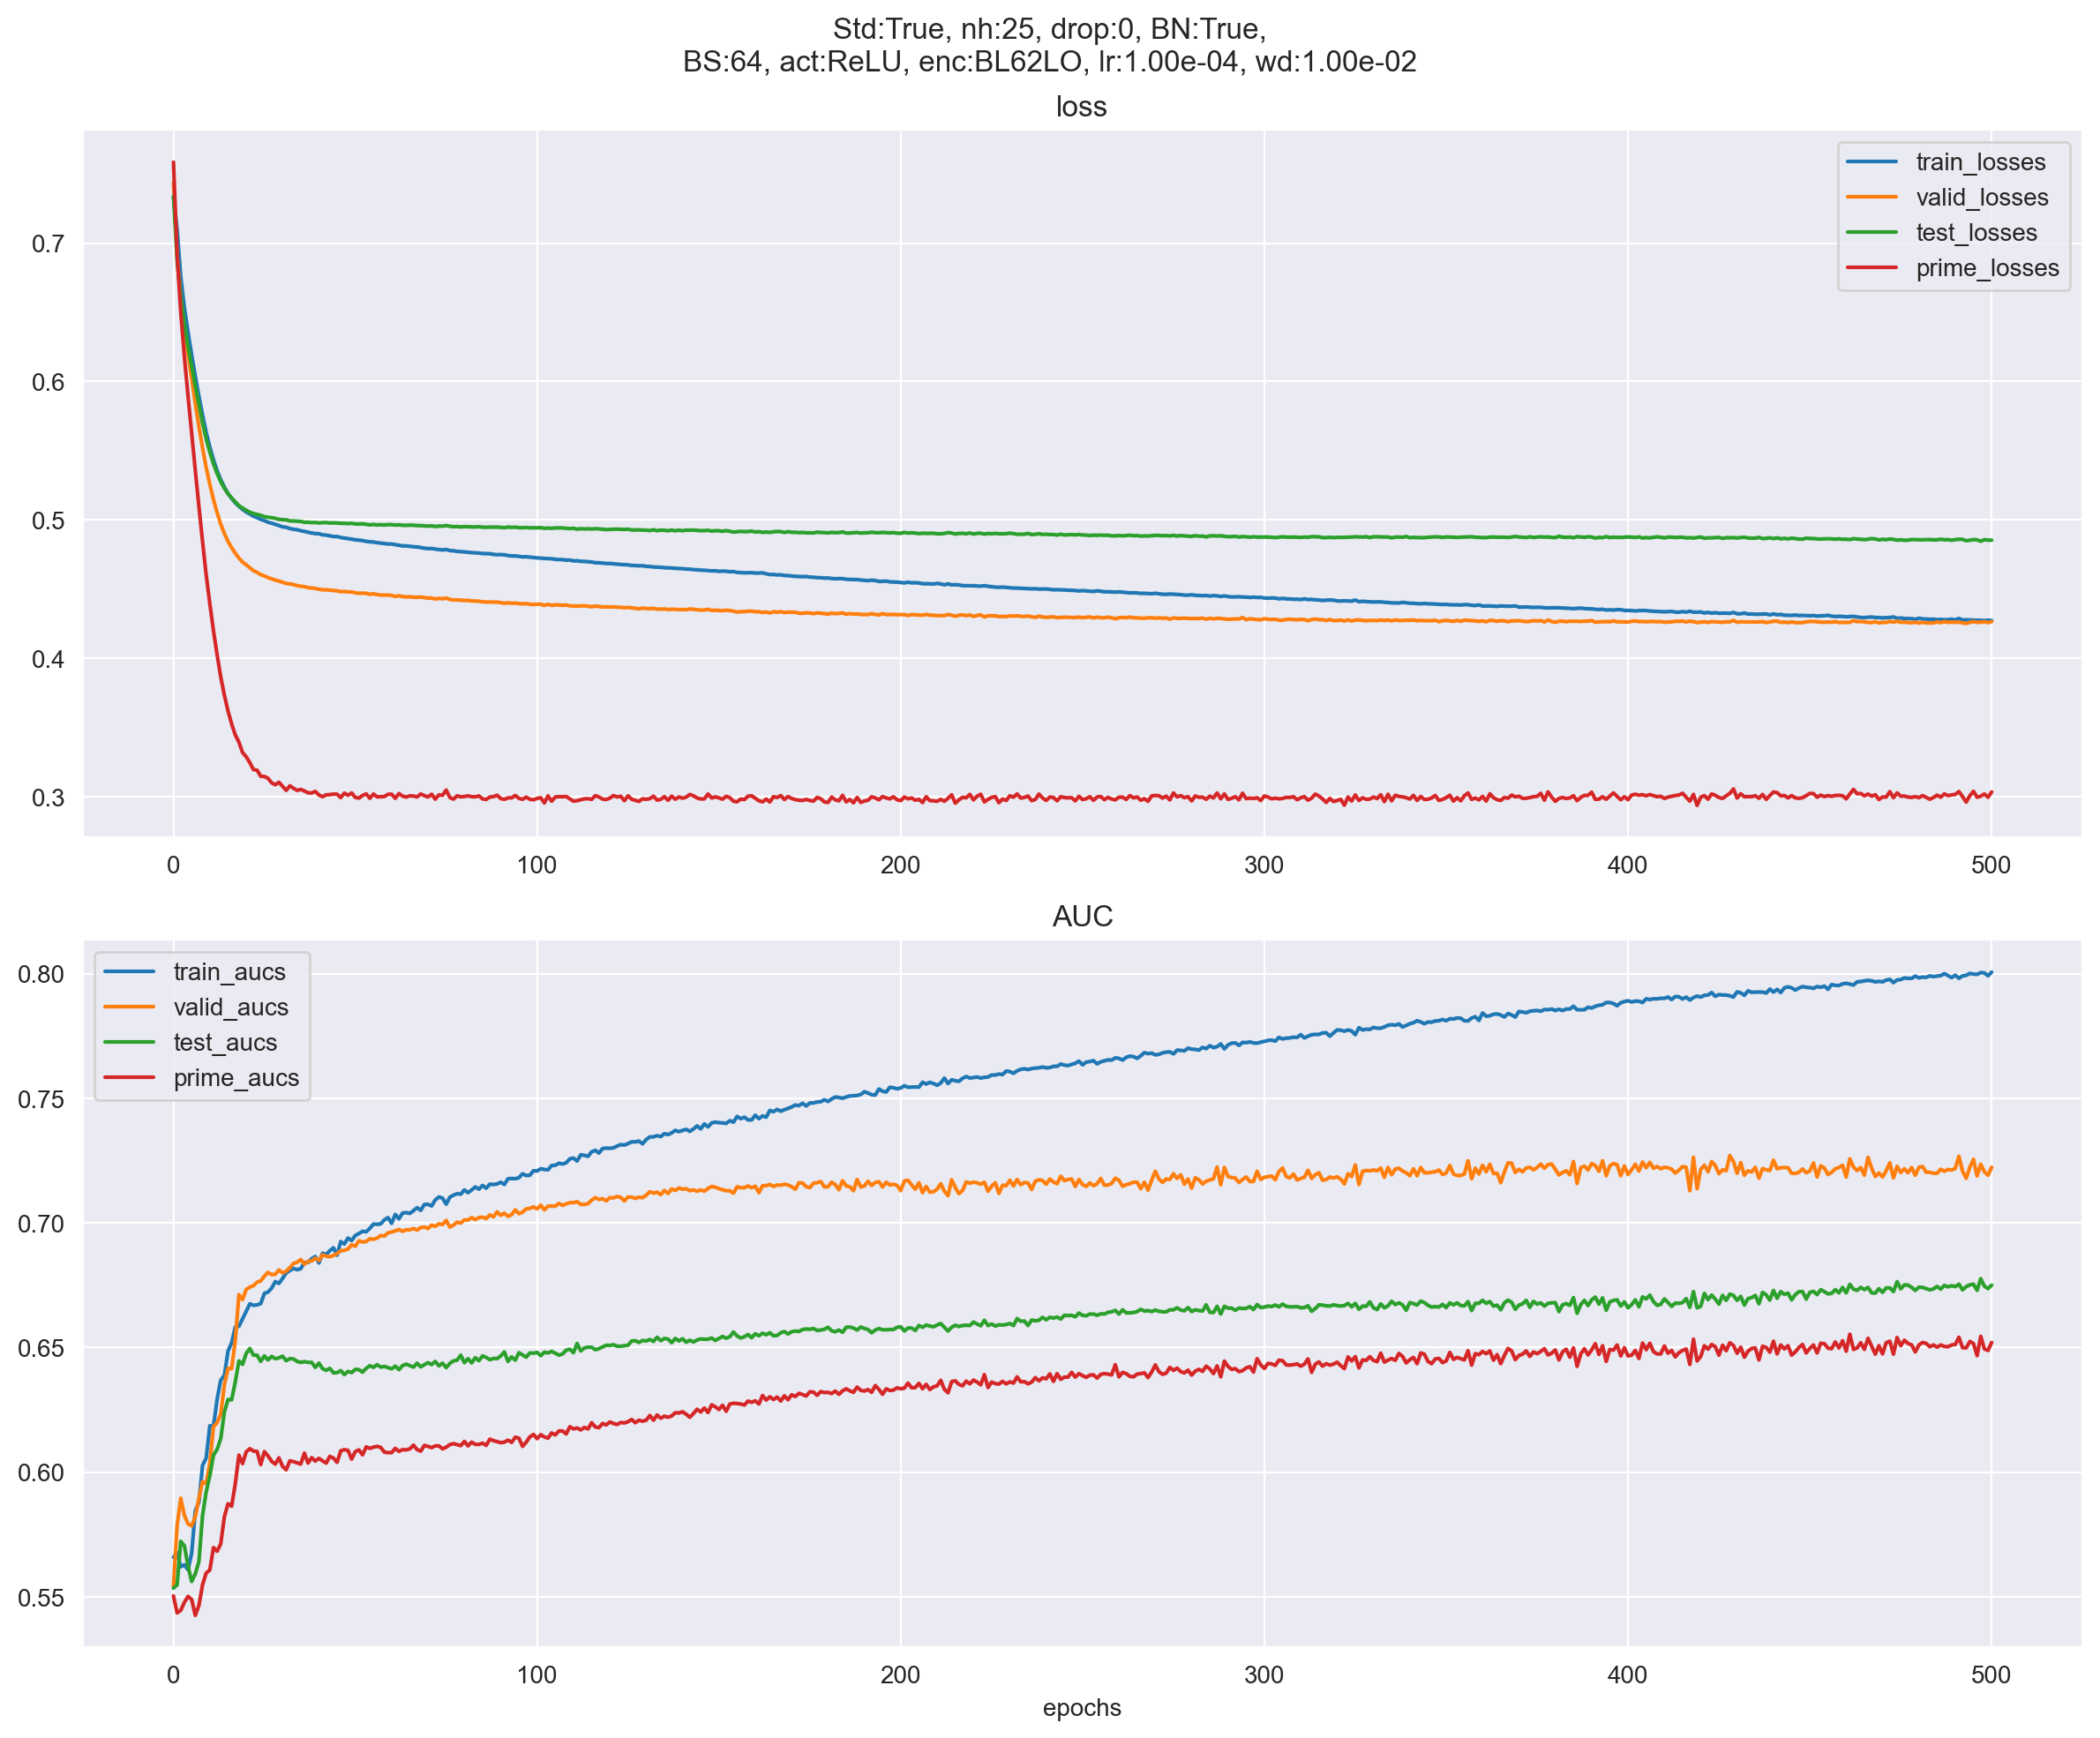 Std:True, nh:25, drop:0, BN:True,
BS:64, act:ReLU, enc:BL62LO, lr:1.00e-04, wd:1.00e-02
loss
train_losses
valid_losses
test_losses
prime_losses
0.7
0.6
0.5
0.4
0.3
0 100 200 300 400 500
AUC
train_aucs
valid_aucs
test_aucs
prime_aucs
0.80
0.75
0.70
0.65
0.60
0.55
0 100 200 300 400 500
epochs